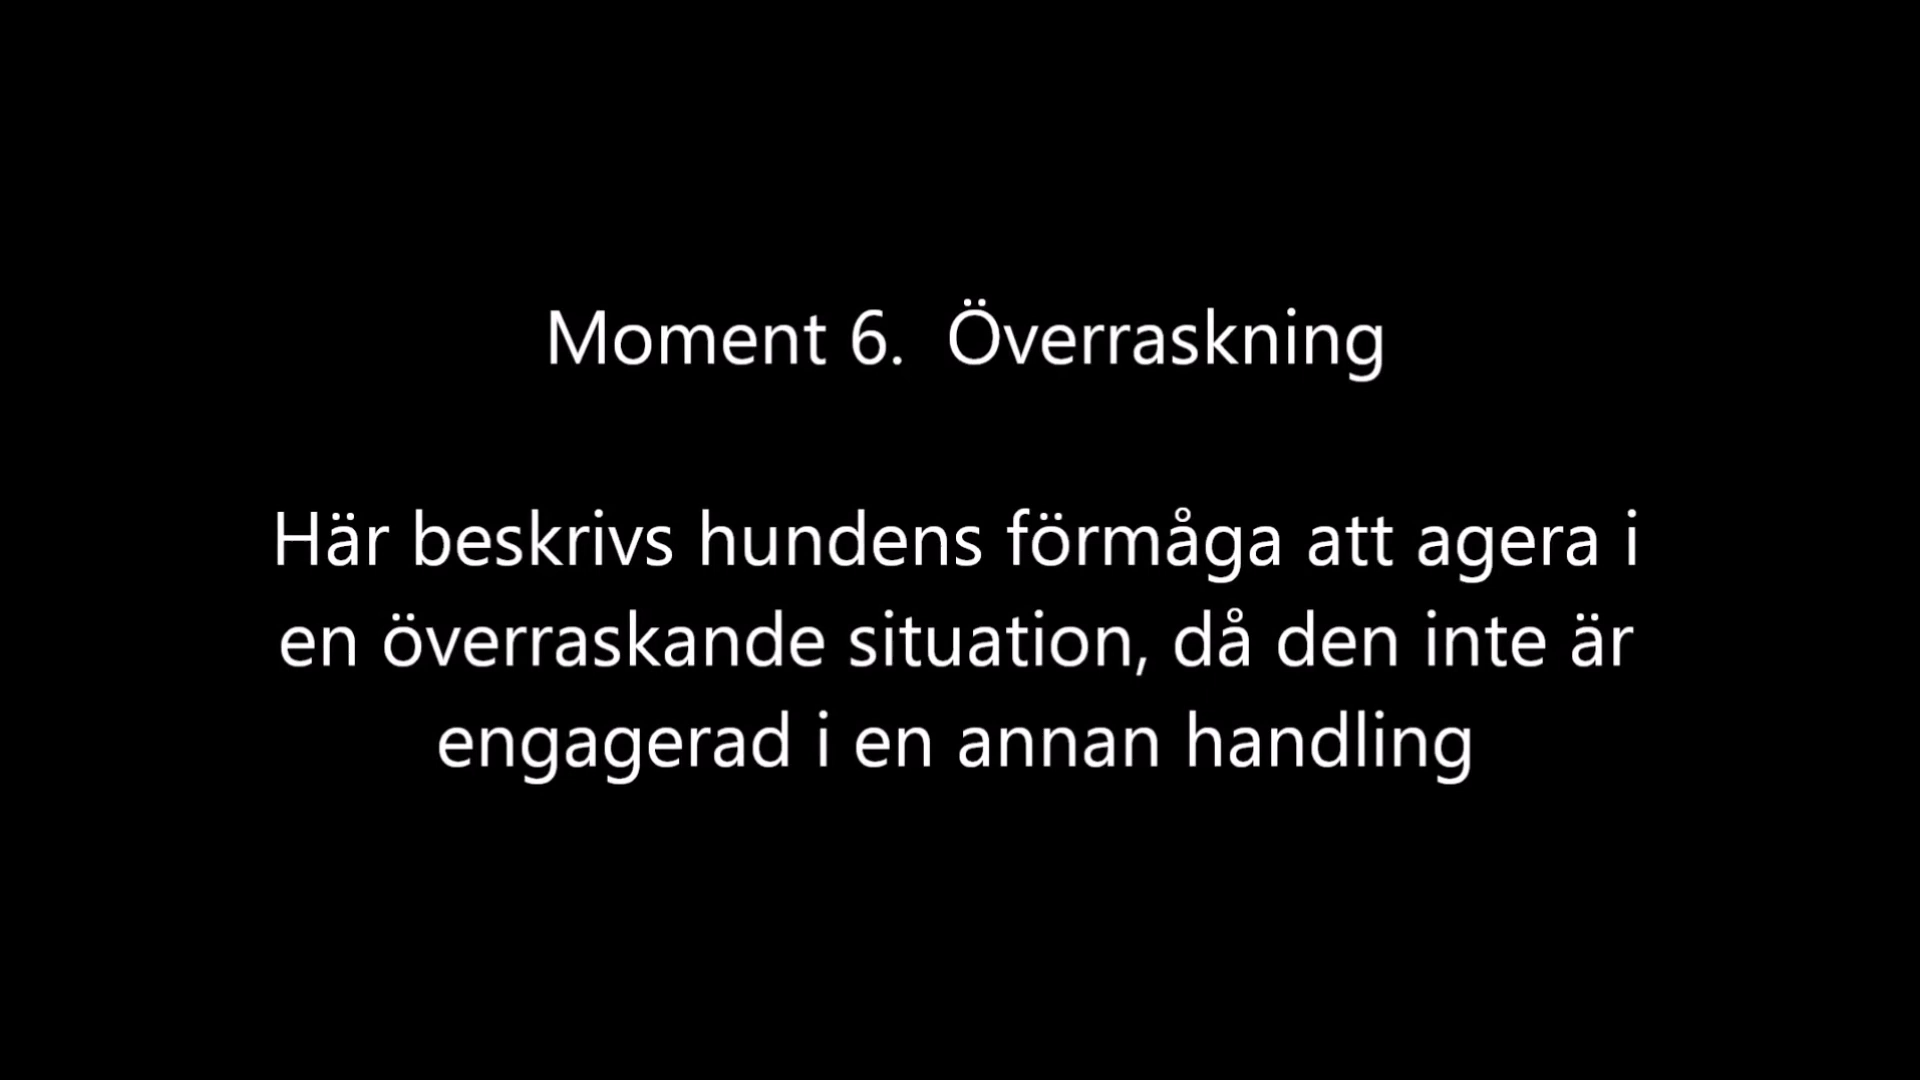 Moment 6.  Överraskning
Här beskrivs hundens förmåga att agera i
en överraskande situation, då den inte är
engagerad i en annan handling